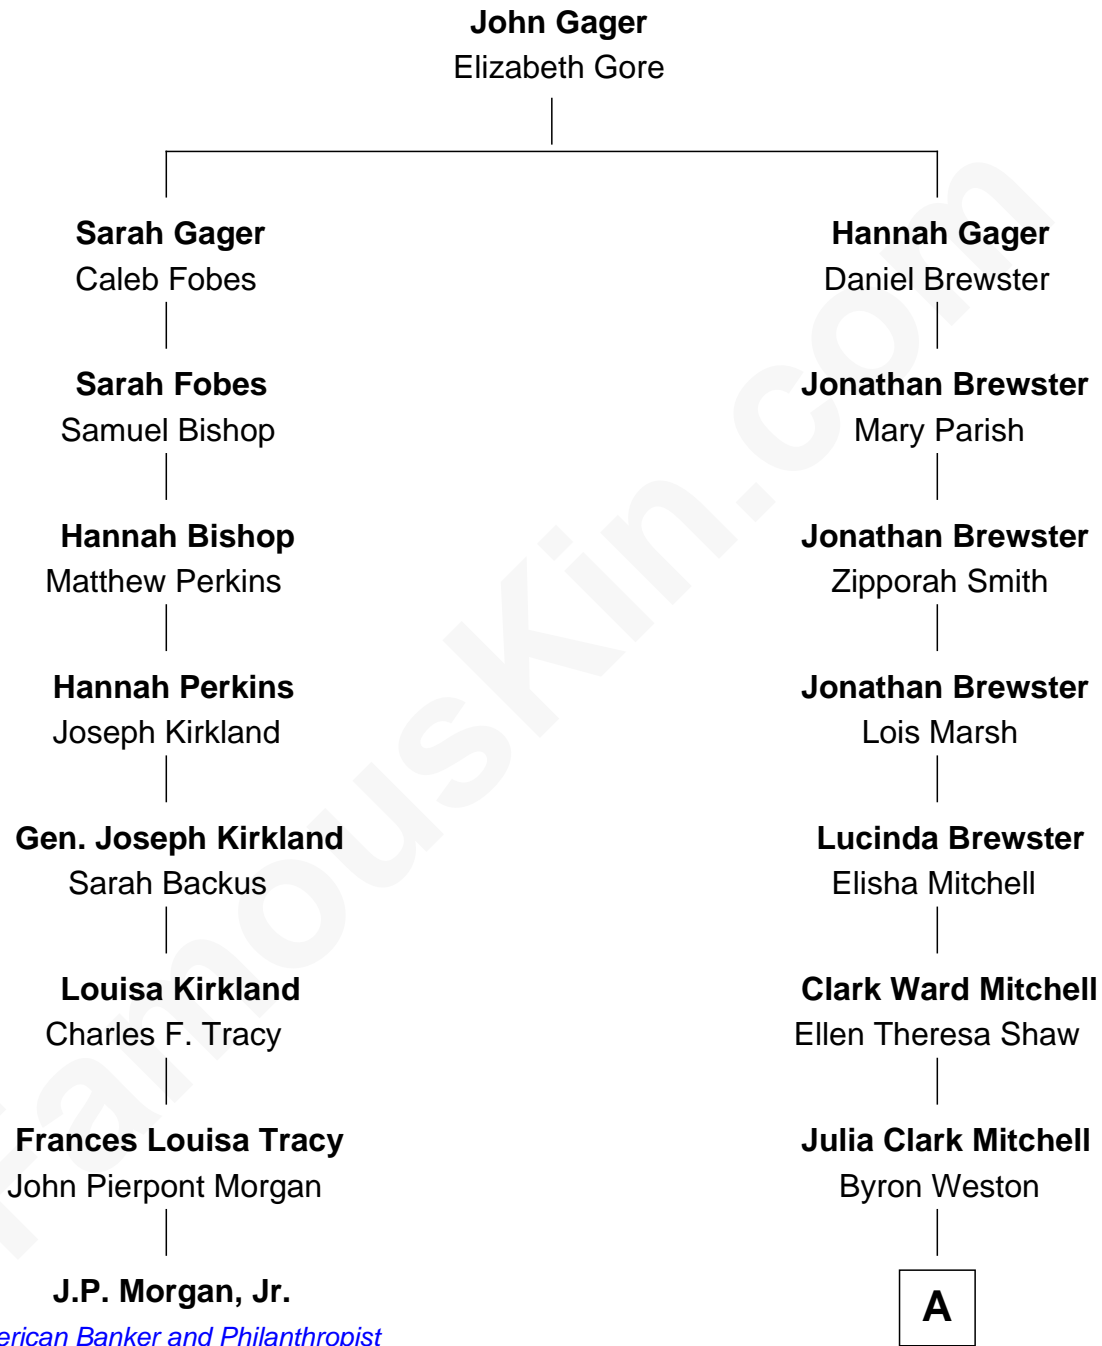 John Gager
Elizabeth Gore
Sarah Gager
Caleb Fobes
Hannah Gager
Daniel Brewster
Sarah Fobes
Samuel Bishop
Jonathan Brewster
Mary Parish
Hannah Bishop
Matthew Perkins
Jonathan Brewster
Zipporah Smith
Hannah Perkins
Joseph Kirkland
Jonathan Brewster
Lois Marsh
Gen. Joseph Kirkland
Sarah Backus
Lucinda Brewster
Elisha Mitchell
Louisa Kirkland
Charles F. Tracy
Clark Ward Mitchell
Ellen Theresa Shaw
Frances Louisa Tracy
John Pierpont Morgan
Julia Clark Mitchell
Byron Weston
J.P. Morgan, Jr.
erican Banker and Philanthropist
A
FamousKin.com